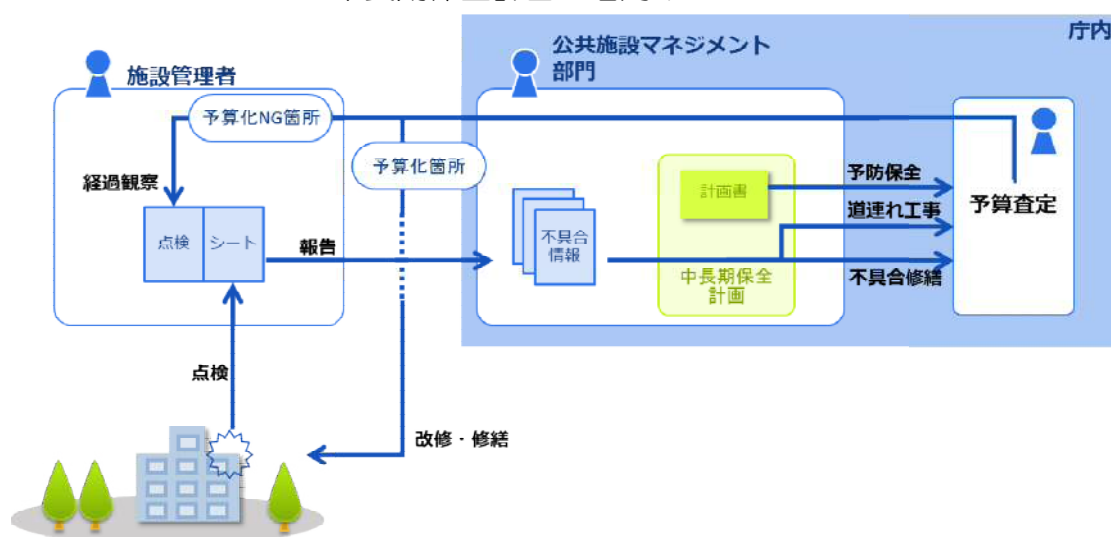 庁内
公共施設マネジメント
部門
施設管理者
予算化NG箇所
予算化箇所
経過観察
点検
シート
報告
不具合
情報
計画書
中長期保全
計画
予防保全
道連れ工事
不具合修繕
予算査定
点検
改修・修繕